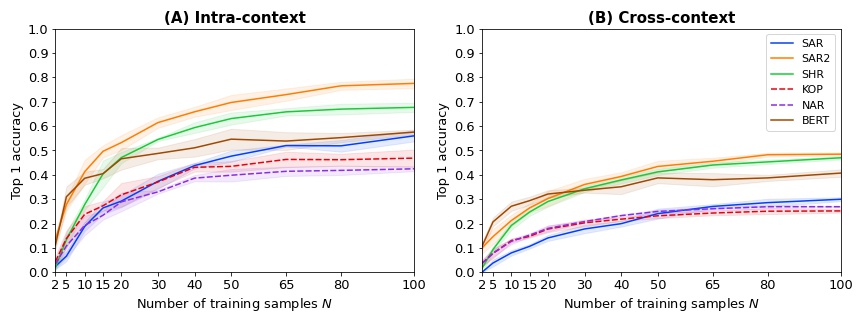 (A) Intra-context
Top 1 accuracy
1.0
0.9
0.8
0.7
0.6
0.5
0.4
0.3
0.2
0.1
0.0
2 5 10 15 20 30 40 50 65 80 100
Number of training samples N
(B) Cross-context
Top 1 accuracy
1.0
0.9
0.8
0.7
0.6
0.5
0.4
0.3
0.2
0.1
0.0
2 5 10 15 20 30 40 50 65 80 100
Number of training samples N
SAR
SAR2
SHR
KOP
NAR
BERT